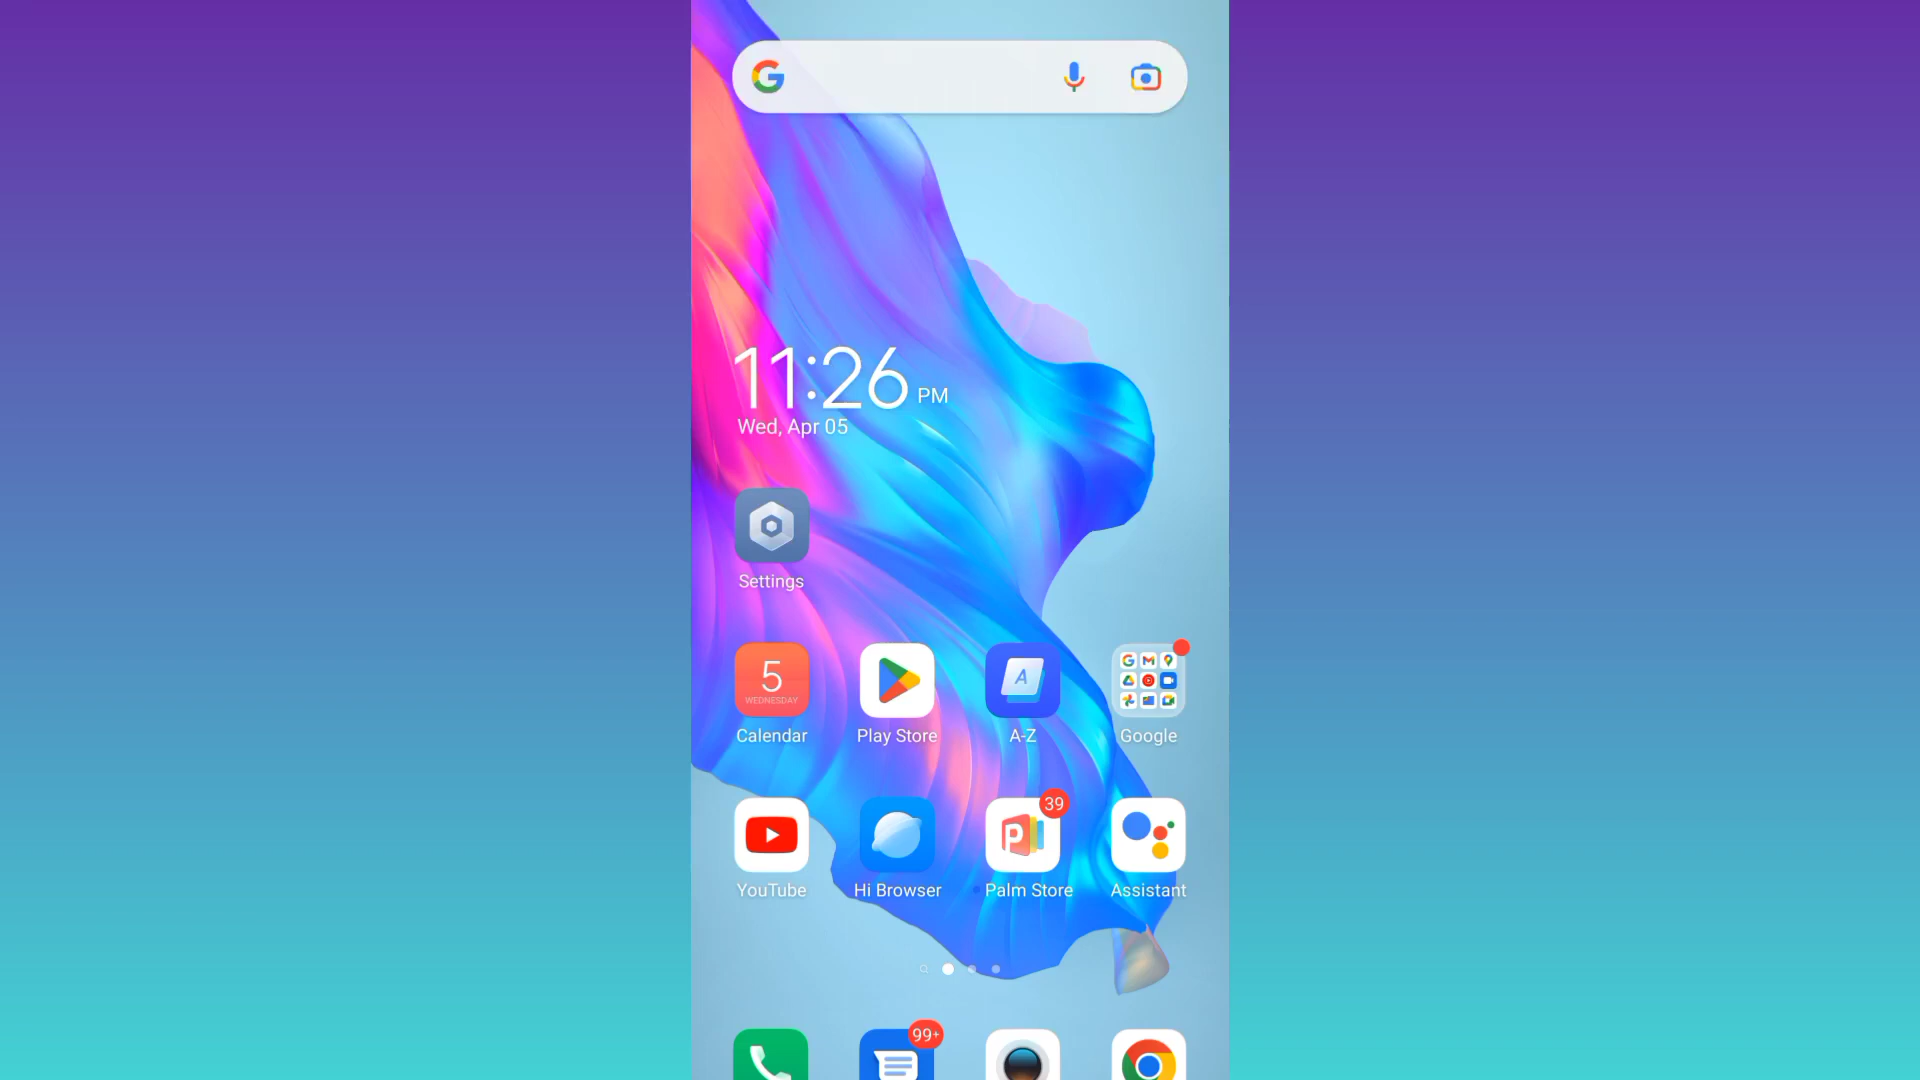 11:26 PM
Wed, Apr 05
Settings
5
WEDNESDAY
A
Calendar
Play Store
A-Z
Google
39
P
YouTube
Hi Browser
Palm Store
Assistant
99+